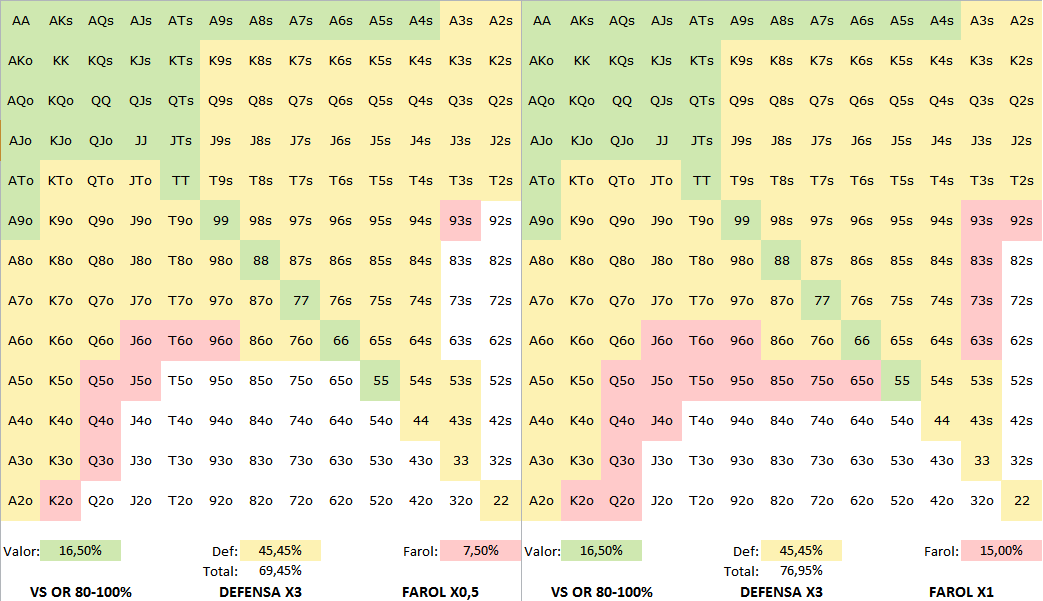 AA AKs AQs AJs ATs A9s A8s A7s A6s A5s A4s A3s A2s AA AKs AQs AJs ATs A9s A8s A7s A6s A5s A4s A3s A2s
AKo KK KQs KJs KTs K9s K8s K7s K6s K5s K4s K3s K2s AKo KK KQs KJs KTs K9s K8s K7s K6s K5s K4s K3s K2s
AQo KQo QQ QJs QTs Q9s Q8s Q7s Q6s Q5s Q4s Q3s Q2s AQo KQo QQ QJs QTs Q9s Q8s Q7s Q6s Q5s Q4s Q3s Q2s
AJo KJo QJo JJ JTs J9s J8s J7s J6s J5s J4s J3s J2s AJo KJo QJo JJ JTs J9s J8s J7s J6s J5s J4s J3s J2s
ATo KTo QTo JTo TT T9s T8s T7s T6s T5s T4s T3s T2s ATo KTo QTo JTo TT T9s T8s T7s T6s T5s T4s T3s T2s
A9o K9o Q9o J9o T9o 99 98s 97s 96s 95s 94s 93s 92s A9o K9o Q9o J9o T9o 99 98s 97s 96s 95s 94s 93s 92s
A8o K8o Q8o J8o T8o 98o 88 87s 86s 85s 84s 83s 82s A8o K8o Q8o J8o T8o 98o 88 87s 86s 85s 84s 83s 82s
A7o K7o Q7o J7o T7o 97o 87o 77 76s 75s 74s 73s 72s A7o K7o Q7o J7o T7o 97o 87o 77 76s 75s 74s 73s 72s
A6o K6o Q6o J6o T6o 96o 86o 76o 66 65s 64s 63s 62s A6o K6o Q6o J6o T6o 96o 86o 76o 66 65s 64s 63s 62s
A5o K5o Q5o J5o T5o 95o 85o 75o 65o 55 54s 53s 52s A5o K5o Q5o J5o T5o 95o 85o 75o 65o 55 54s 53s 52s
A4o K4o Q4o J4o T4o 94o 84o 74o 64o 54o 44 43s 42s A4o K4o Q4o J4o T4o 94o 84o 74o 64o 54o 44 43s 42s
A3o K3o Q3o J3o T3o 93o 83o 73o 63o 53o 43o 33 32s A3o K3o Q3o J3o T3o 93o 83o 73o 63o 53o 43o 33 32s
A2o K2o Q2o J2o T2o 92o 82o 72o 62o 52o 42o 32o 22 A2o K2o Q2o J2o T2o 92o 82o 72o 62o 52o 42o 32o 22
Valor: 16,50% Def: 45,45% Farol: 7,50% Valor: 16,50% Def: 45,45% Farol: 15,00%
Total: 69,45% Total: 76,95%
VS OR 80-100% DEFENSA X3 FAROL X0,5 VS OR 80-100% DEFENSA X3 FAROL X1